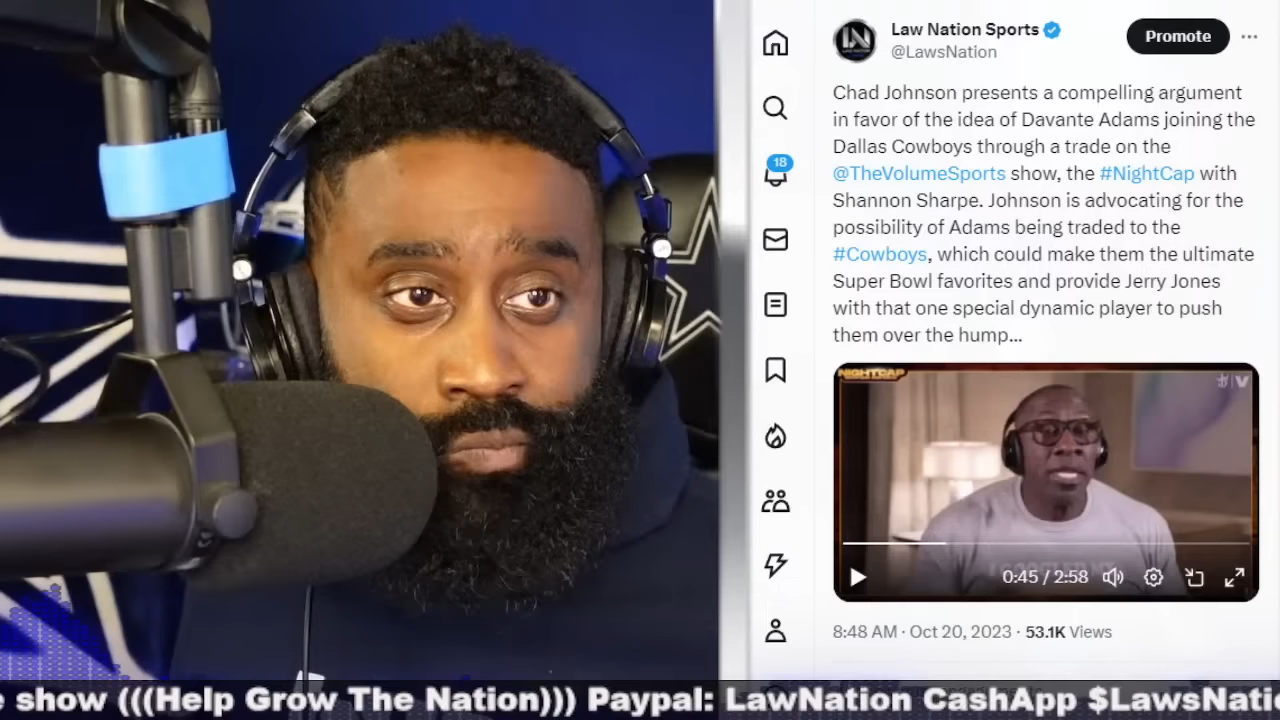 Law Nation Sports
@LawsNation
Promote
Chad Johnson presents a compelling argument
in favor of the idea of Davante Adams joining the
Dallas Cowboys through a trade on the
@TheVolumeSports show, the #NightCap with
Shannon Sharpe. Johnson is advocating for the
possibility of Adams being traded to the
#Cowboys, which could make them the ultimate
Super Bowl favorites and provide Jerry Jones
with that one special dynamic player to push
them over the hump...
18
NIGHTCAP
0:45 / 2:58
8:48 AM · Oct 20, 2023 · 53.1K Views
e show (((Help Grow The Nation))) Paypal: LawNation CashApp $LawsNatio